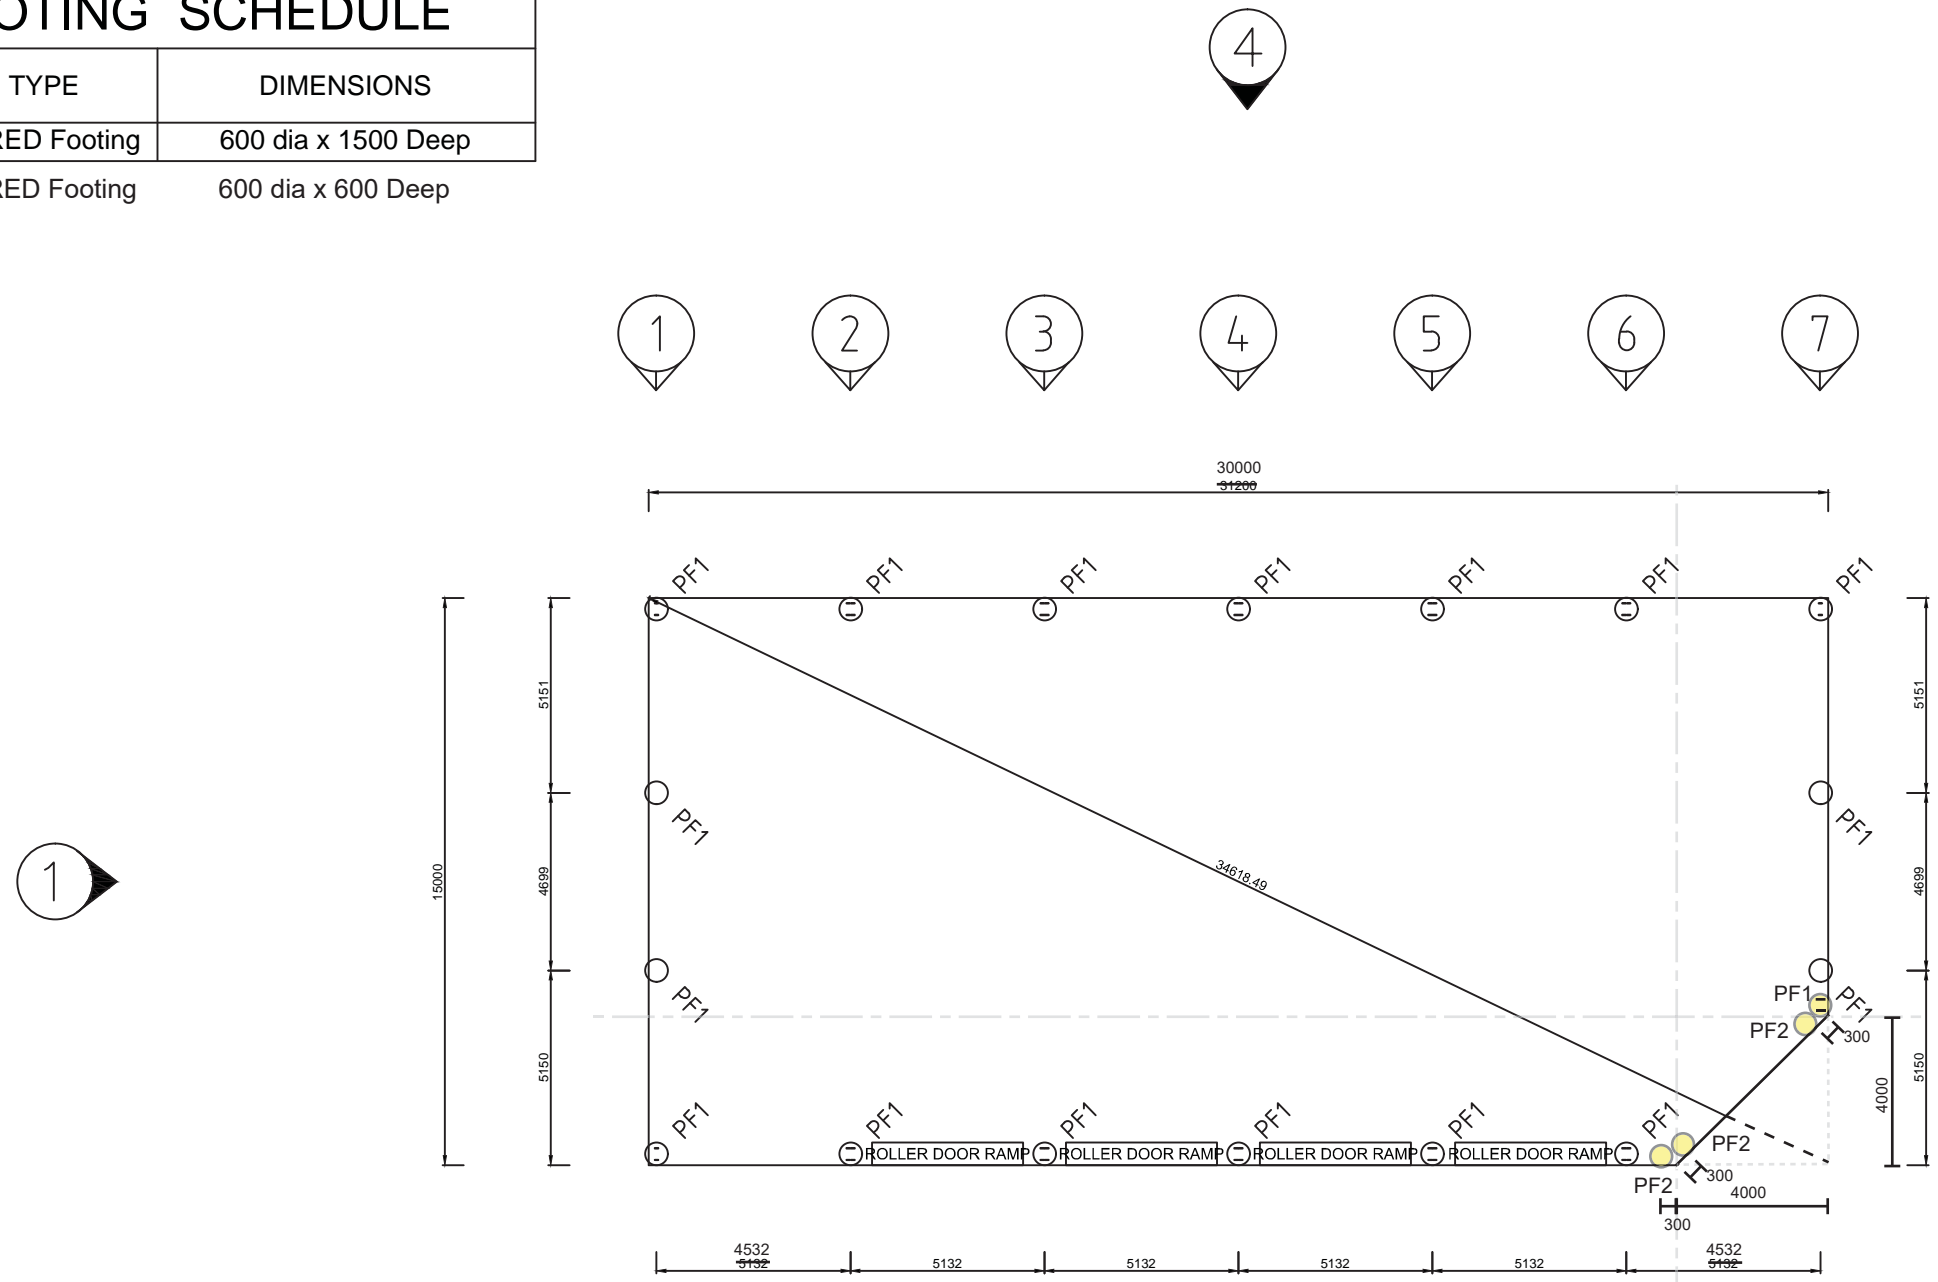 OTING SCHEDULE
TYPE DIMENSIONS
RED Footing 600 dia x 1500 Deep
RED Footing 600 dia x 600 Deep
4
1 2 3 4 5 6 7
30000
31200
PF1 PF1 PF1 PF1 PF1 PF1 PF1
5151
5151
PF1
PF1
1
15000
4699
34618.49
4699
PF1
PF1
PF1
PF2
300
5150
5150
4000
PF1 PF1 PF1 PF1 PF1 PF1
PF2
ROLLER DOOR RAMP ROLLER DOOR RAMP ROLLER DOOR RAMP ROLLER DOOR RAMP
300
PF2
4000
300
4532 4532
5132 5132 5132 5132 5132 5132